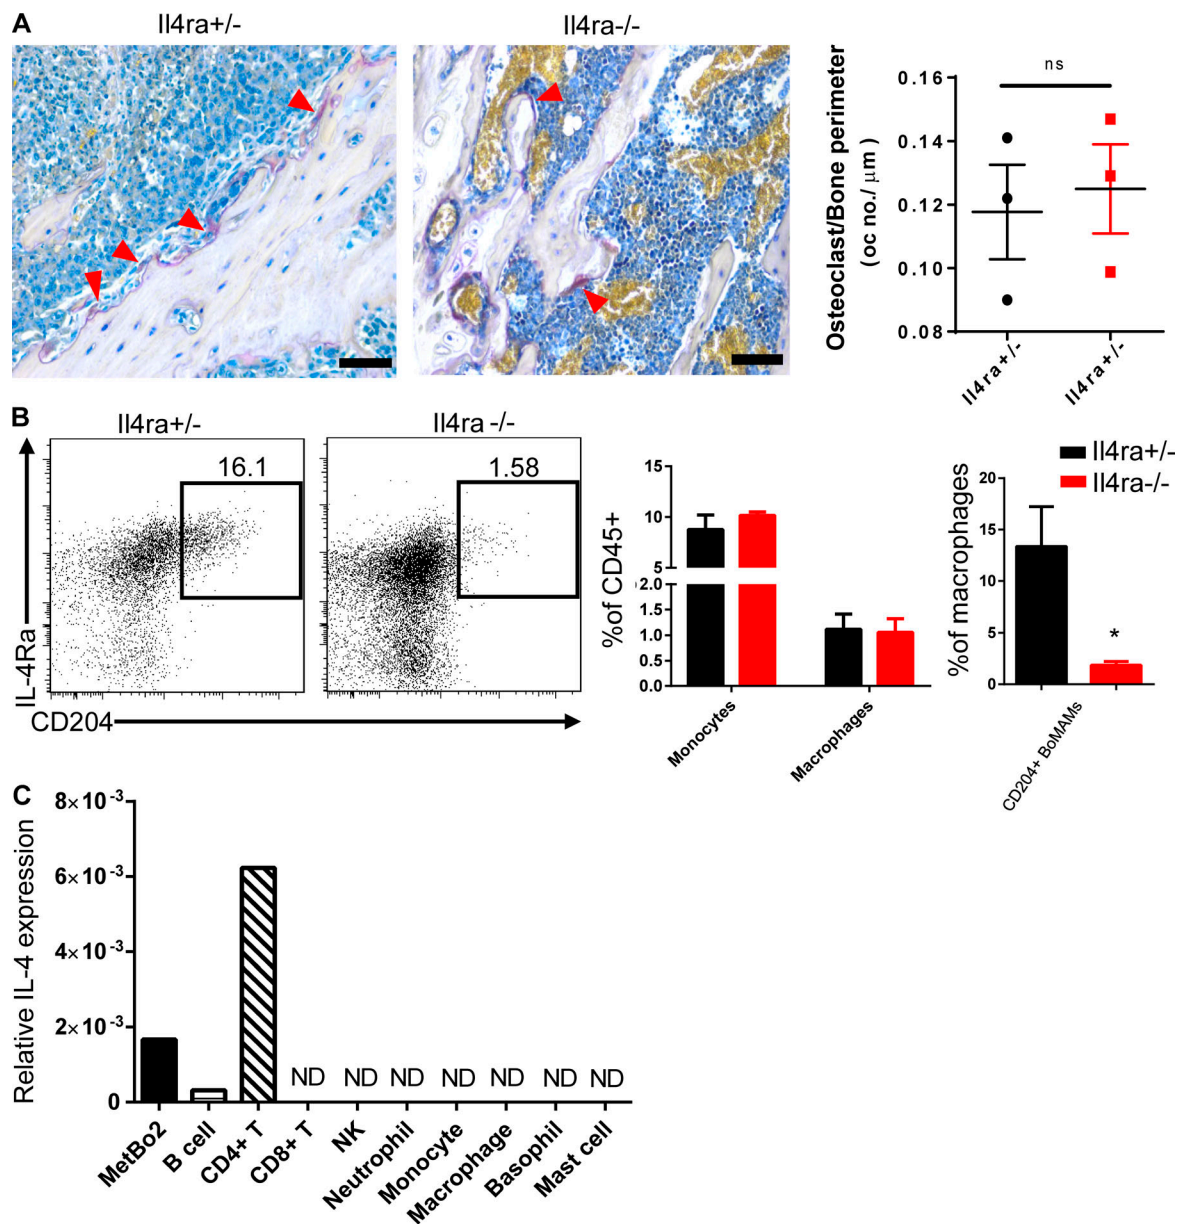 A
Il4ra+/-
Il4ra-/-
Osteoclast/Bone perimeter
(oc no./ μm)
ns
0.16
0.14
0.12
0.10
0.08
Il4ra+/-
Il4ra+/-
B
Il4ra+/-
Il4ra -/-
IL-4Ra
16.1
1.58
CD204
%of CD45+
15
10
5
2.0
1.5
1.0
0.5
0.0
Monocytes
Macrophages
Il4ra+/-
Il4ra-/-
%of macrophages
20
15
10
5
0
*
CD204+ BoMAMs
C
Relative IL-4 expression
8×10-3
6×10-3
4×10-3
2×10-3
0
ND ND ND ND ND ND ND
MetBo2
B cell
CD4+ T
CD8+ T
NK
Neutrophil
Monocyte
Macrophage
Basophil
Mast cell